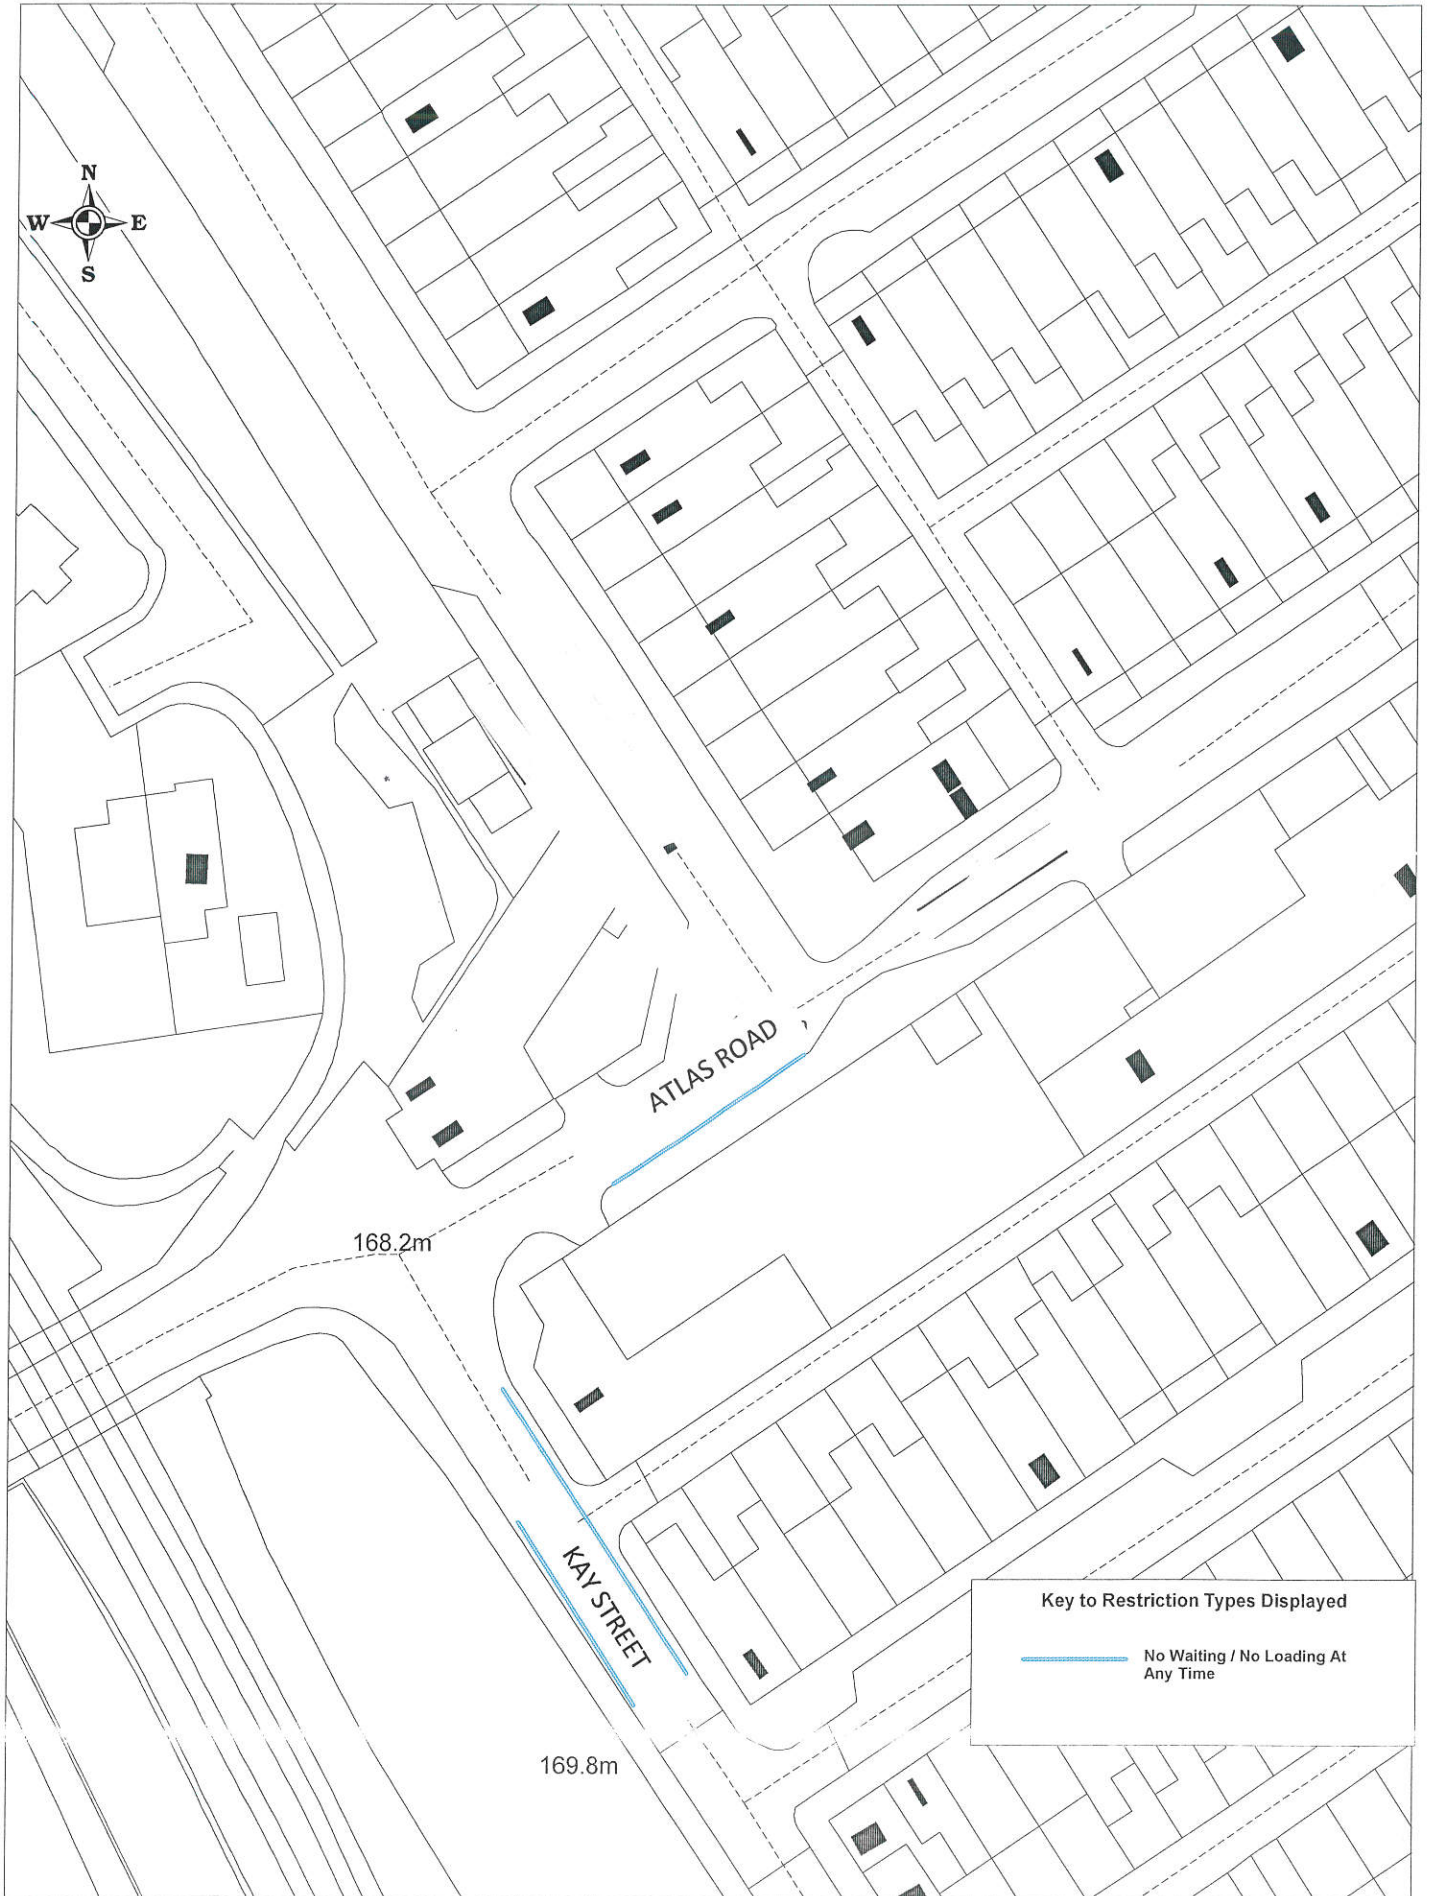 N
W E
S
ATLAS ROAD
168.2m
KAY STREET
Key to Restriction Types Displayed
No Waiting / No Loading At
Any Time
169.8m